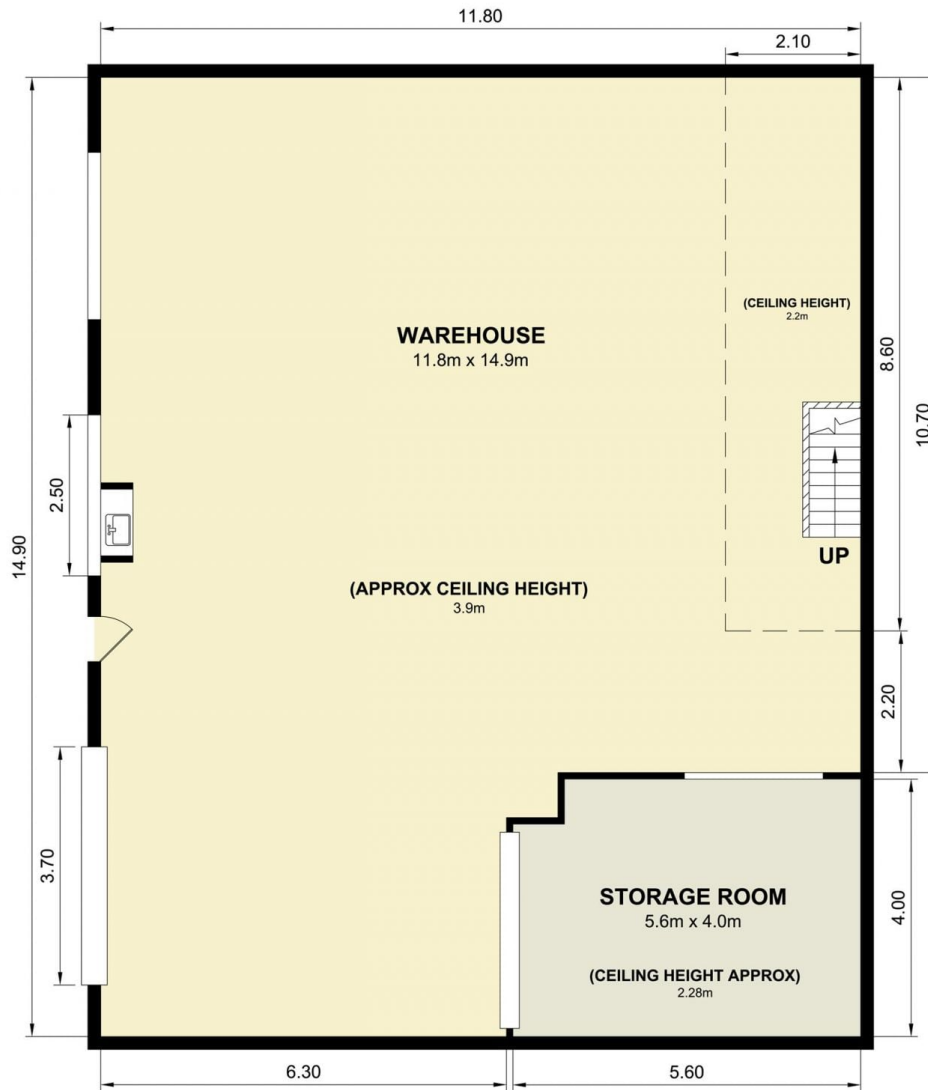 11.80
2.10
(CEILING HEIGHT)
2.2m
WAREHOUSE
11.8m x 14.9m
8.60
10.70
2.50
14.90
UP
(APPROX CEILING HEIGHT)
3.9m
2.20
3.70
STORAGE ROOM
5.6m x 4.0m
4.00
(CEILING HEIGHT APPROX)
2.28m
6.30
5.60